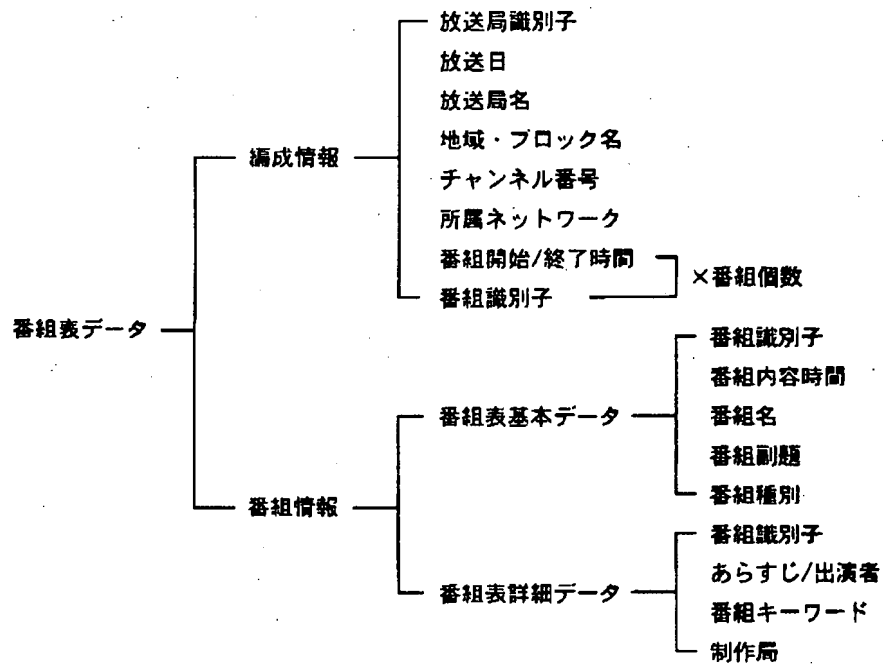 番組表データ
編成情報
放送局識別子
放送日
放送局名
地域・ブロック名
チャンネル番号
所属ネットワーク
番組開始/終了時間
番組識別子
×番組個数
番組情報
番組表基本データ
番組識別子
番組内容時間
番組名
番組副題
番組種別
番組表詳細データ
番組識別子
あらすじ/出演者
番組キーワード
制作局